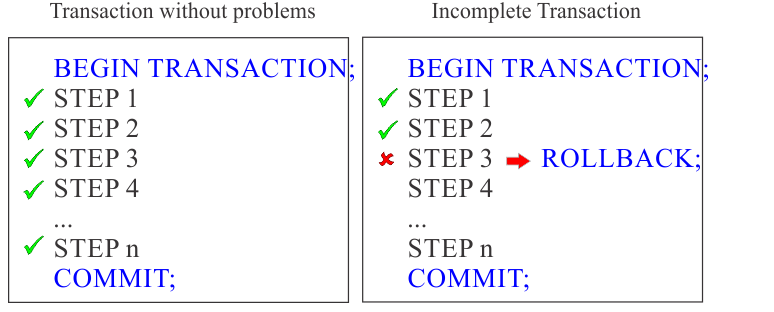 Transaction without problems
BEGIN TRANSACTION;
STEP 1
STEP 2
STEP 3
STEP 4
...
STEP n
COMMIT;
Incomplete Transaction
BEGIN TRANSACTION;
STEP 1
STEP 2
STEP 3 ROLLBACK;
STEP 4
...
STEP n
COMMIT;